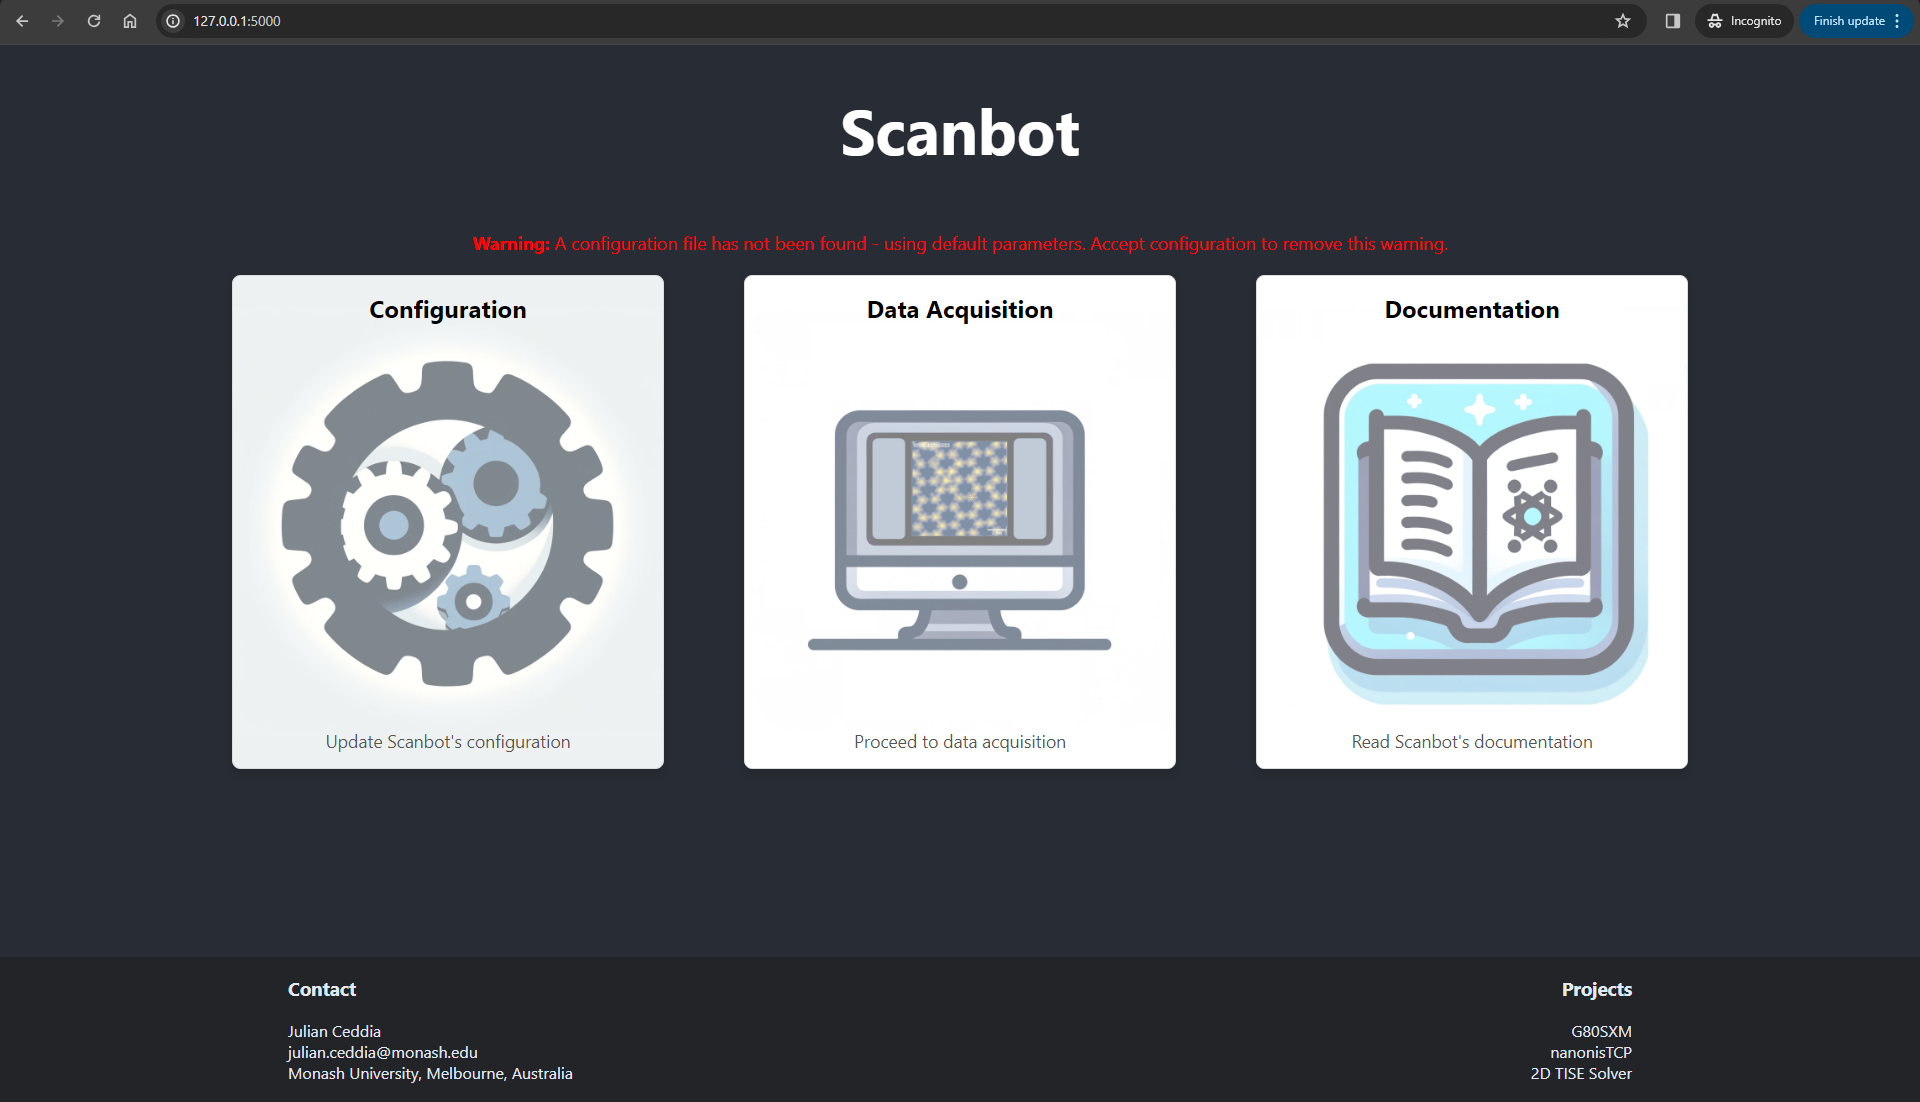 127.0.0.1:5000
Incognito
Finish update
Scanbot
Warning: A configuration file has not been found - using default parameters. Accept configuration to remove this warning.
Configuration
Update Scanbot's configuration
Data Acquisition
Proceed to data acquisition
Documentation
Read Scanbot's documentation
Contact
Julian Ceddia
julian.ceddia@monash.edu
Monash University, Melbourne, Australia
Projects
G80SXM
nanonisTCP
2D TISE Solver